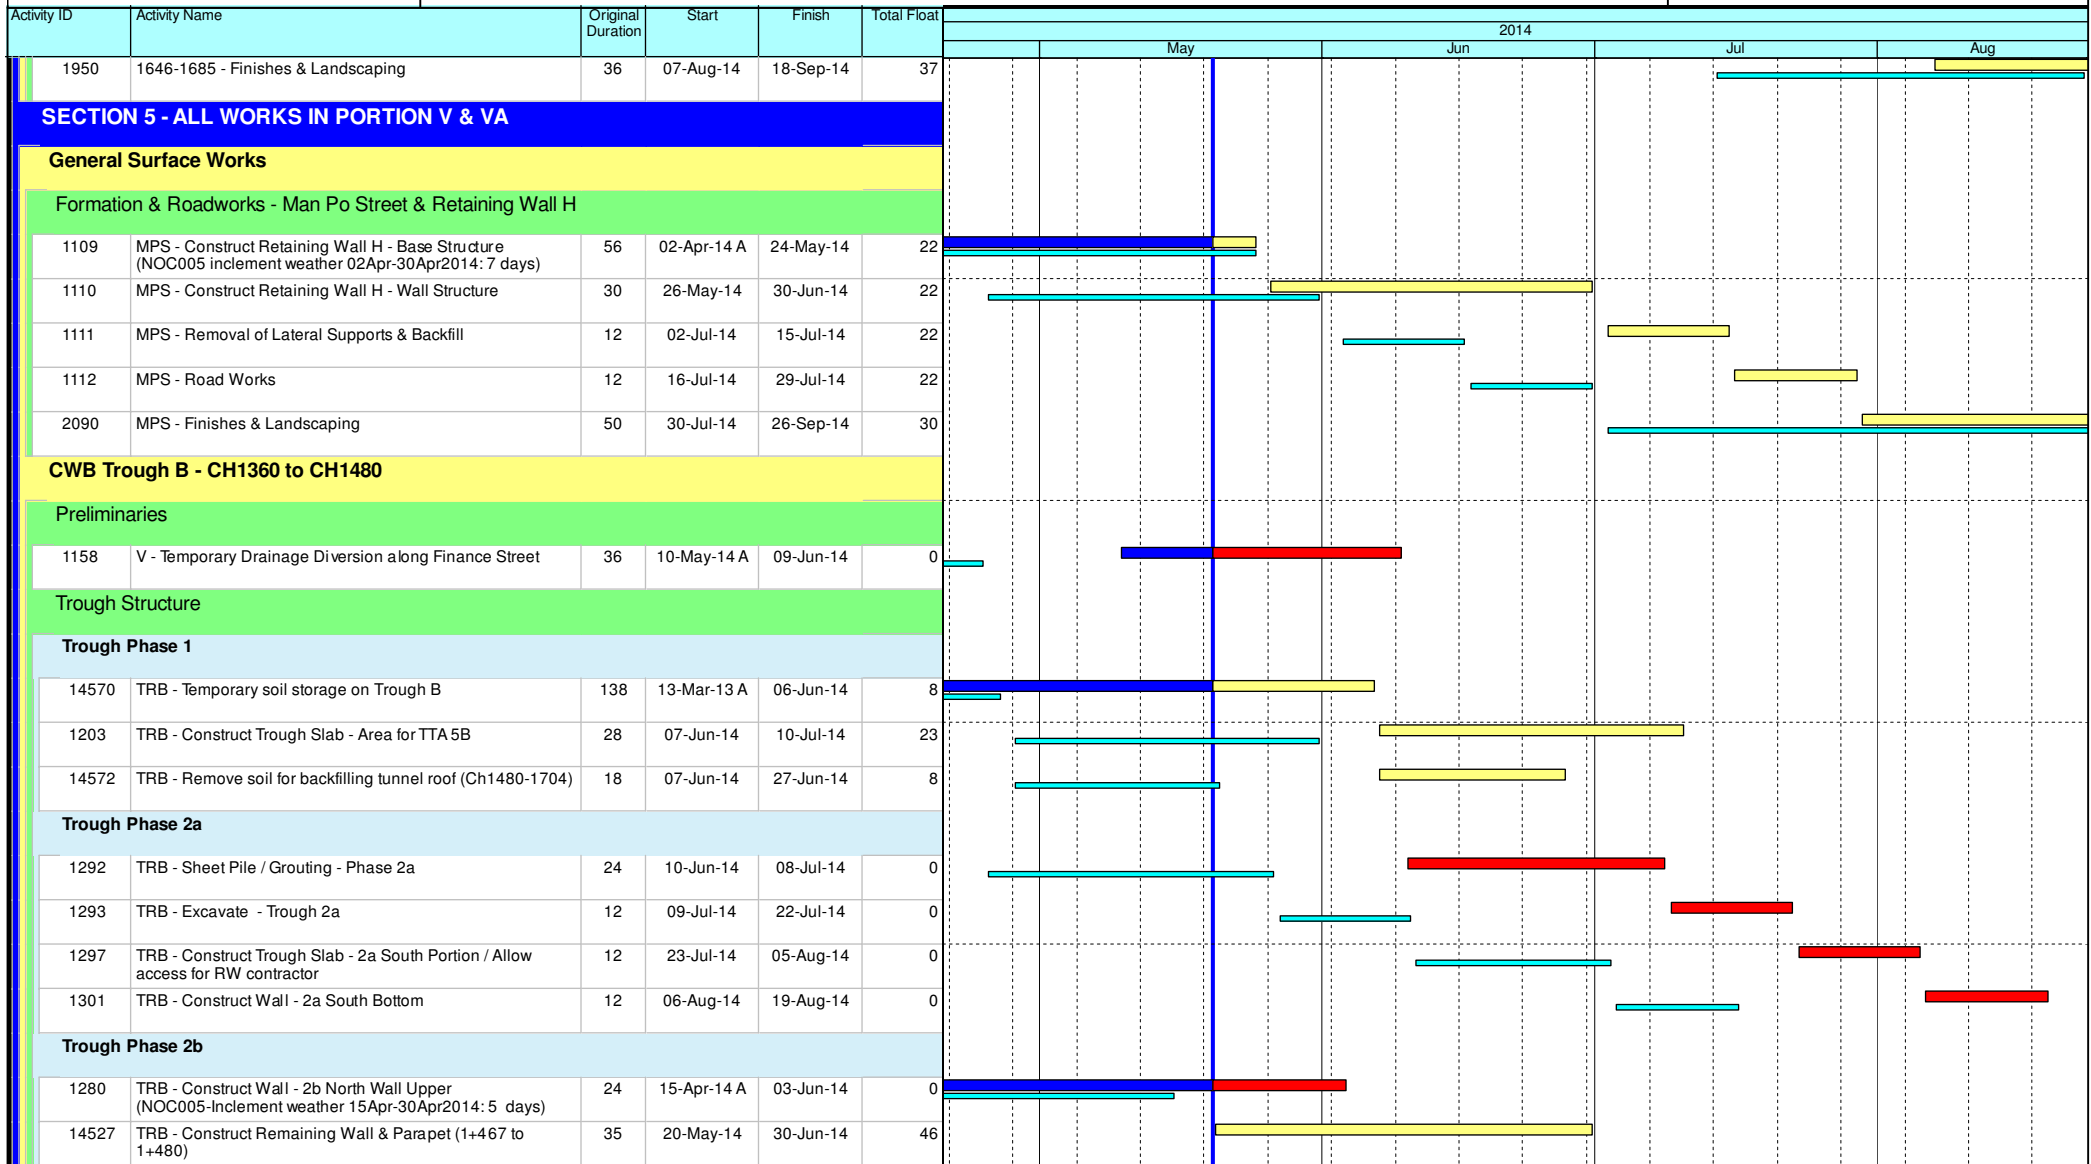 Activity ID Activity Name Original Duration Start Finish Total Float
2014
May Jun Jul Aug
1950 1646-1685 - Finishes & Landscaping 36 07-Aug-14 18-Sep-14 37
SECTION 5 - ALL WORKS IN PORTION V & VA
General Surface Works
Formation & Roadworks - Man Po Street & Retaining Wall H
1109 MPS - Construct Retaining Wall H - Base Structure 56 02-Apr-14 A 24-May-14 22
(NOC005 inclement weather 02Apr-30Apr2014: 7 days)
1110 MPS - Construct Retaining Wall H - Wall Structure 30 26-May-14 30-Jun-14 22
1111 MPS - Removal of Lateral Supports & Backfill 12 02-Jul-14 15-Jul-14 22
1112 MPS - Road Works 12 16-Jul-14 29-Jul-14 22
2090 MPS - Finishes & Landscaping 50 30-Jul-14 26-Sep-14 30
CWB Trough B - CH1360 to CH1480
Preliminaries
1158 V - Temporary Drainage Diversion along Finance Street 36 10-May-14 A 09-Jun-14 0
Trough Structure
Trough Phase 1
14570 TRB - Temporary soil storage on Trough B 138 13-Mar-13 A 06-Jun-14 8
1203 TRB - Construct Trough Slab - Area for TTA 5B 28 07-Jun-14 10-Jul-14 23
14572 TRB - Remove soil for backfilling tunnel roof (Ch1480-1704) 18 07-Jun-14 27-Jun-14 8
Trough Phase 2a
1292 TRB - Sheet Pile / Grouting - Phase 2a 24 10-Jun-14 08-Jul-14 0
1293 TRB - Excavate - Trough 2a 12 09-Jul-14 22-Jul-14 0
1297 TRB - Construct Trough Slab - 2a South Portion / Allow 12 23-Jul-14 05-Aug-14 0
access for RW contractor
1301 TRB - Construct Wall - 2a South Bottom 12 06-Aug-14 19-Aug-14 0
Trough Phase 2b
1280 TRB - Construct Wall - 2b North Wall Upper 24 15-Apr-14 A 03-Jun-14 0
(NOC005-Inclement weather 15Apr-30Apr2014: 5 days)
14527 TRB - Construct Remaining Wall & Parapet (1+467 to 35 20-May-14 30-Jun-14 46
1+480)